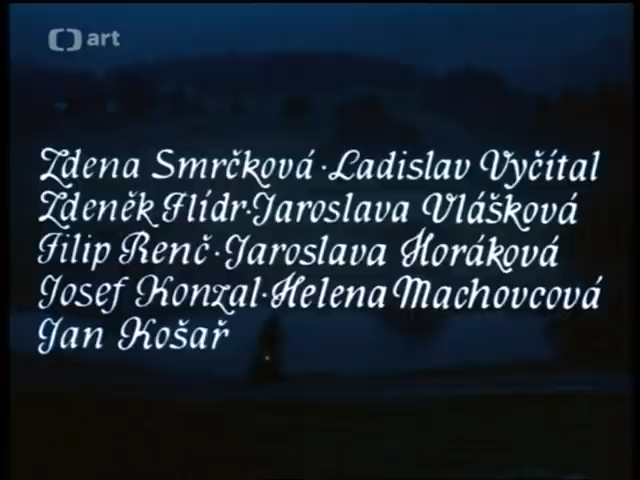 art
Zdena Smrčková·Ladislav Vyčítal
Zdeněk Flídr·Jaroslava Vlášková
Filip Renč·Jaroslava Horáková
Josef Konzal·Helena Machovcová
Jan Košař